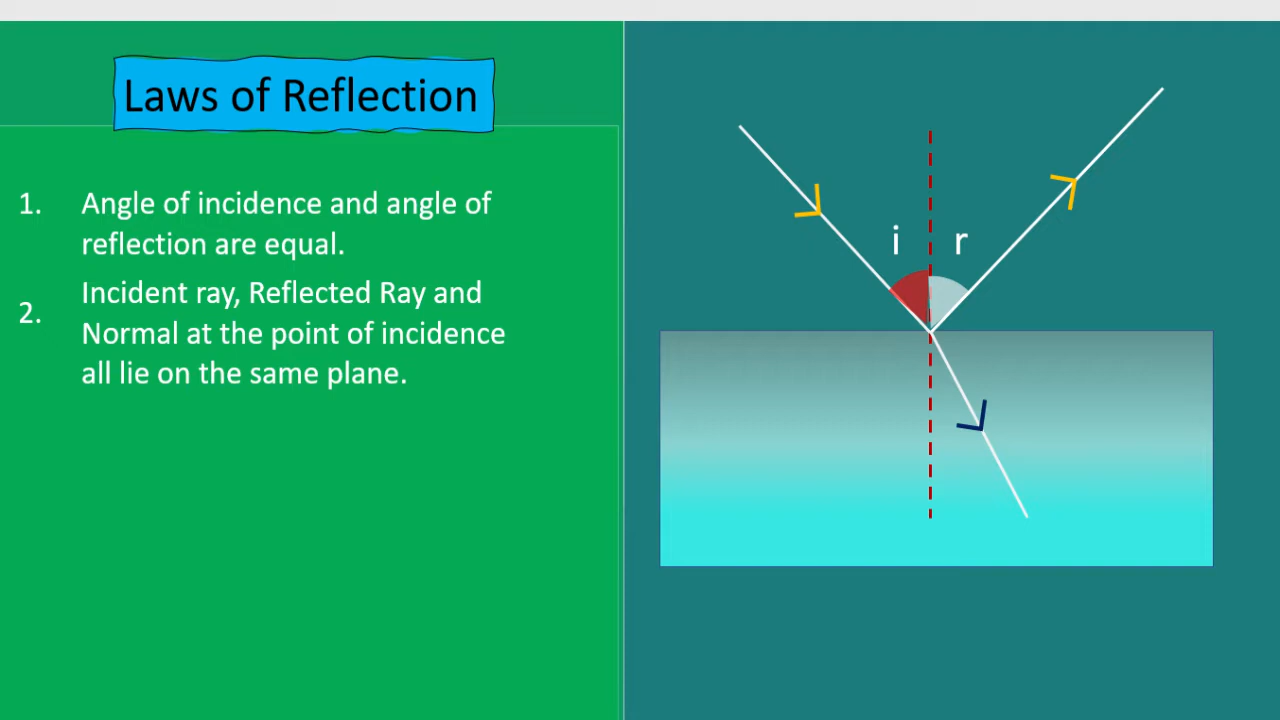 Laws of Reflection
1. Angle of incidence and angle of
reflection are equal.
2. Incident ray, Reflected Ray and
Normal at the point of incidence
all lie on the same plane.
i r